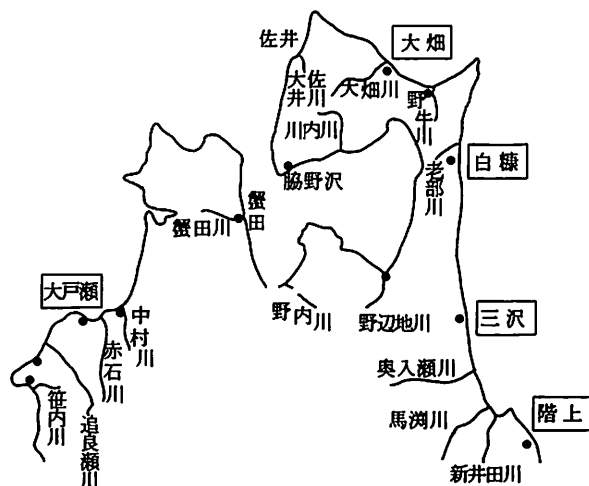 佐井
大畑
大佐井川
大畑川
野牛川
川内川
脇野沢
老部川
白糠
蟹田
蟹田川
大戸瀬
中村川
赤石川
笹内川
追良瀬川
野内川
野辺地川
三沢
奥入瀬川
馬渕川
階上
新井田川